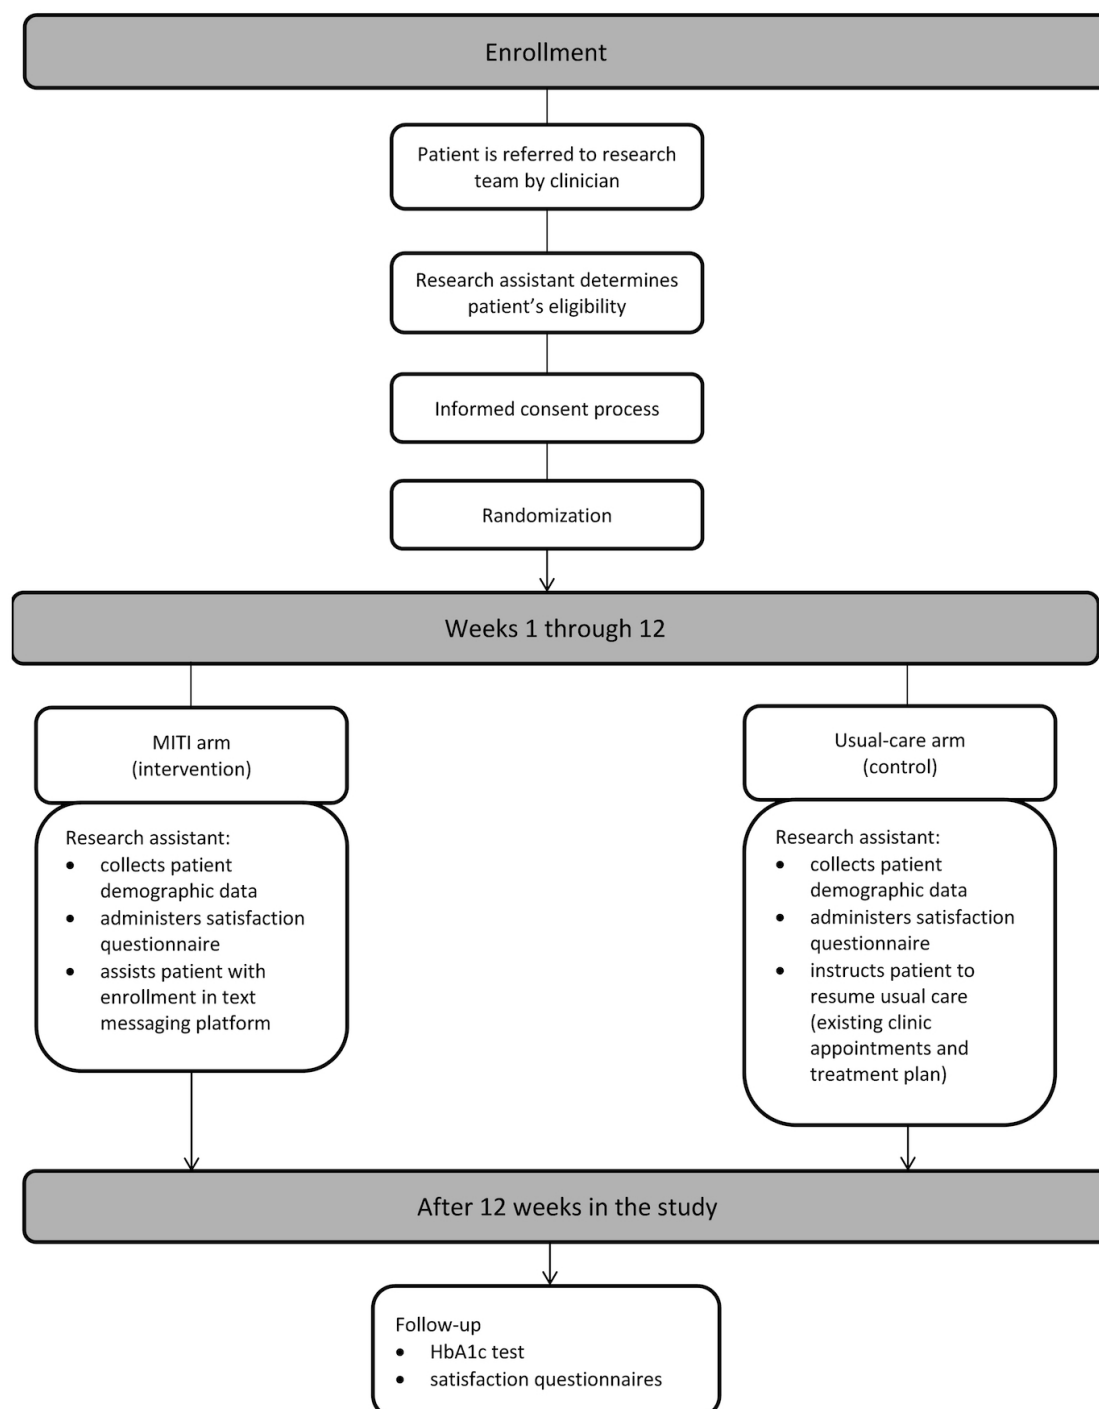 Enrollment
Patient is referred to research
team by clinician
Research assistant determines
patient’s eligibility
Informed consent process
Randomization
Weeks 1 through 12
MITI arm
(intervention)
Research assistant:
• collects patient
demographic data
• administers satisfaction
questionnaire
• assists patient with
enrollment in text
messaging platform
Usual-care arm
(control)
Research assistant:
• collects patient
demographic data
• administers satisfaction
questionnaire
• instructs patient to
resume usual care
(existing clinic
appointments and
treatment plan)
After 12 weeks in the study
Follow-up
• HbA1c test
• satisfaction questionnaires